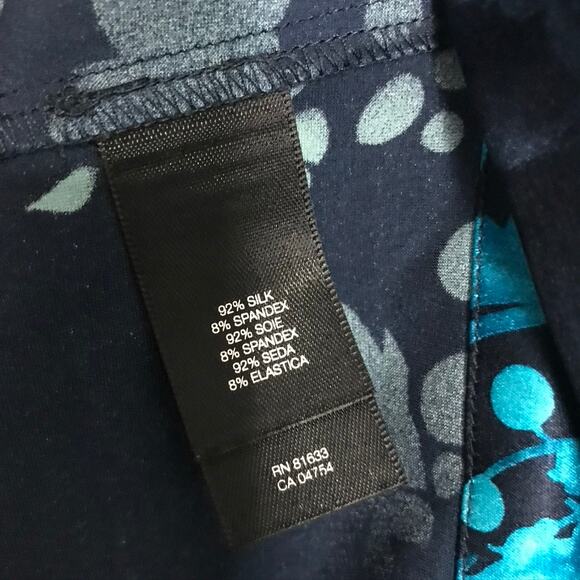 92% SILK
8% SPANDEX
92% SOIE
8% SPANDEX
92% SEDA
8% ELASTICA
RN 81633
CA 04754